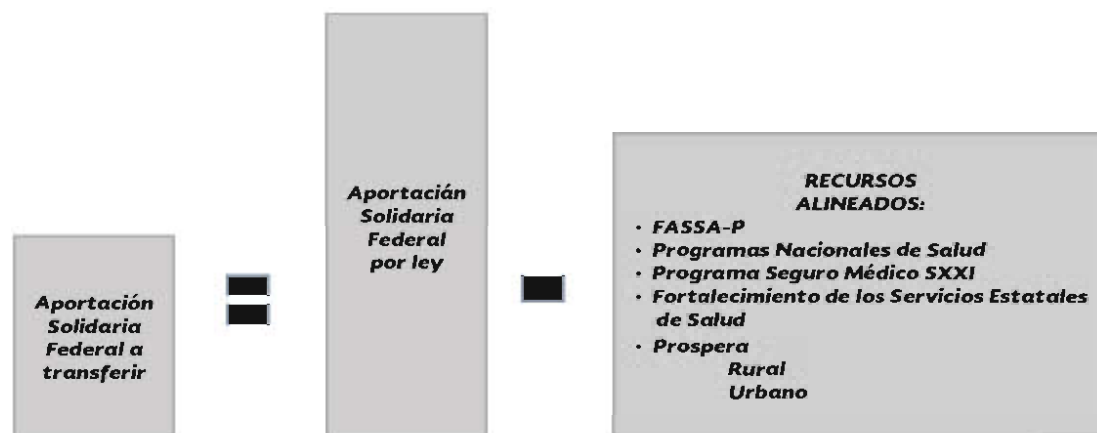 Aportación
Solidaria
Federal a
transferir
Aportacián
Solidaria
Federal
por ley
RECURSOS
ALINEADOS:
· FASSA-P
· Programas Nacionales de Salud
· Programa Seguro Médico SXXI
· Fortalecimiento de los Servicios Estatales
de Salud
· Prospera
Rural
Urbano